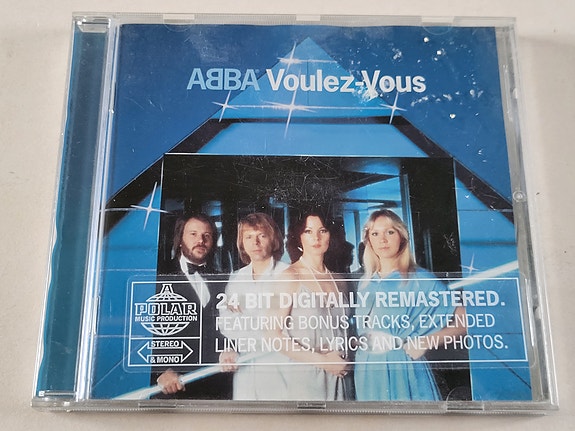 ABBA Voulez-Vous
A
POLAR
MUSIC PRODUCTION
STEREO
& MONO
24 BIT DIGITALLY REMASTERED.
FEATURING BONUS TRACKS, EXTENDED
LINER NOTES, LYRICS AND NEW PHOTOS.